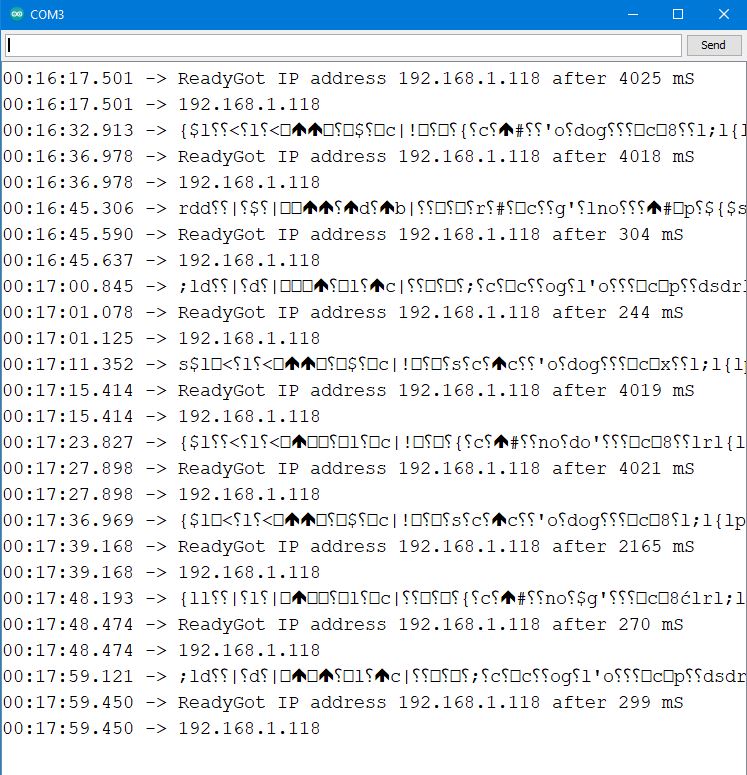 COM3
Send
00:16:17.501 -> ReadyGot IP address 192.168.1.118 after 4025 mS
00:16:17.501 -> 192.168.1.118
00:16:32.913 -> {$l⸮⸮<⸮l⸮<□🡅🡅□⸮□$⸮□c|!□⸮□⸮{⸮c⸮🡅#⸮⸮'o⸮dog⸮⸮⸮□c□8⸮⸮l;l{l
00:16:36.978 -> ReadyGot IP address 192.168.1.118 after 4018 mS
00:16:36.978 -> 192.168.1.118
00:16:45.306 -> rdd⸮⸮|⸮$⸮|□□🡅🡅⸮🡅d⸮🡅b|⸮⸮□⸮□⸮r⸮#⸮□c⸮⸮g'⸮lno⸮⸮⸮🡅#□p⸮${$s
00:16:45.590 -> ReadyGot IP address 192.168.1.118 after 304 mS
00:16:45.637 -> 192.168.1.118
00:17:00.845 -> ;ld⸮⸮|⸮d⸮|□□□🡅⸮□l⸮🡅c|⸮⸮□⸮□⸮;⸮c⸮□c⸮⸮og⸮l'o⸮⸮⸮□c□p⸮⸮dsdrl
00:17:01.078 -> ReadyGot IP address 192.168.1.118 after 244 mS
00:17:01.125 -> 192.168.1.118
00:17:11.352 -> s$l□<⸮l⸮<□🡅🡅□⸮□$⸮□c|!□⸮□⸮s⸮c⸮🡅c⸮⸮'o⸮dog⸮⸮⸮□c□x⸮⸮l;l{lp
00:17:15.414 -> ReadyGot IP address 192.168.1.118 after 4019 mS
00:17:15.414 -> 192.168.1.118
00:17:23.827 -> {$l⸮⸮<⸮l⸮<□🡅□□⸮□l⸮□c|!□⸮□⸮{⸮c⸮🡅#⸮⸮no⸮do'⸮⸮⸮□c□8⸮⸮lrl{l
00:17:27.898 -> ReadyGot IP address 192.168.1.118 after 4021 mS
00:17:27.898 -> 192.168.1.118
00:17:36.969 -> {$l□<⸮l⸮<□🡅🡅□⸮□$⸮□c|!□⸮□⸮s⸮c⸮🡅c⸮⸮'o⸮dog⸮⸮⸮□c□8⸮l;l{lp
00:17:39.168 -> ReadyGot IP address 192.168.1.118 after 2165 mS
00:17:39.168 -> 192.168.1.118
00:17:48.193 -> {ll⸮⸮|⸮l⸮|□🡅□□⸮□l⸮□c|⸮⸮□⸮□⸮{⸮c⸮🡅#⸮⸮no⸮$g'⸮⸮⸮□c□8ćlrl;l
00:17:48.474 -> ReadyGot IP address 192.168.1.118 after 270 mS
00:17:48.474 -> 192.168.1.118
00:17:59.121 -> ;ld⸮⸮|⸮d⸮|□🡅□🡅⸮□l⸮🡅c|⸮⸮□⸮□⸮;⸮c⸮□c⸮⸮og⸮l'o⸮⸮⸮□c□p⸮⸮dsdr
00:17:59.450 -> ReadyGot IP address 192.168.1.118 after 299 mS
00:17:59.450 -> 192.168.1.118